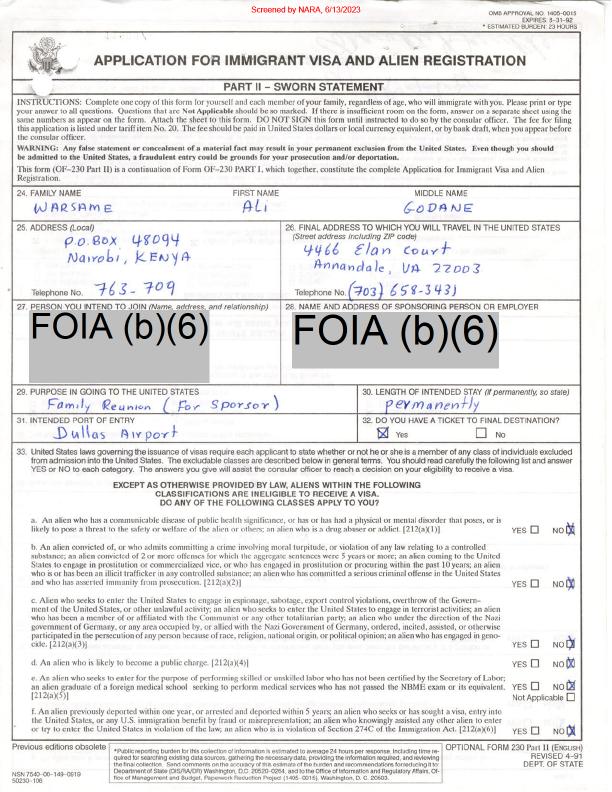 Screened by NARA, 6/13/2023
OMB APPROVAL NO. 1405-0015
EXPIRES: 8-31-92
* ESTIMATED BURDEN: 23 HOURS
APPLICATION FOR IMMIGRANT VISA AND ALIEN REGISTRATION
PART II – SWORN STATEMENT
INSTRUCTIONS: Complete one copy of this form for yourself and each member of your family, regardless of age, who will immigrate with you. Please print or type
your answer to all questions. Questions that are Not Applicable should be so marked. If there is insufficient room on the form, answer on a separate sheet using the
same numbers as appear on the form. Attach the sheet to this form. DO NOT SIGN this form until instructed to do so by the consular officer. The fee for filing
this application is listed under tariff item No. 20. The fee should be paid in United States dollars or local currency equivalent, or by bank draft, when you appear before
the consular officer.
WARNING: Any false statement or concealment of a material fact may result in your permanent exclusion from the United States. Even though you should
be admitted to the United States, a fraudulent entry could be grounds for your prosecution and/or deportation.
This form (OF-230 Part II) is a continuation of Form OF-230 PART I, which together, constitute the complete Application for Immigrant Visa and Alien
Registration.
24. FAMILY NAME FIRST NAME MIDDLE NAME
WARSAME ALI GODANE
25. ADDRESS (Local)
P.O.BOX 48094
Nairobi, KENYA
Telephone No. 763-709
26. FINAL ADDRESS TO WHICH YOU WILL TRAVEL IN THE UNITED STATES
(Street address including ZIP code)
4466 Elan Court
Annandale, VA 22003
Telephone No. (703) 658-3431
27. PERSON YOU INTEND TO JOIN (Name, address, and relationship)
FOIA (b)(6)
28. NAME AND ADDRESS OF SPONSORING PERSON OR EMPLOYER
FOIA (b)(6)
29. PURPOSE IN GOING TO THE UNITED STATES
Family Reunion (For Sporsor)
30. LENGTH OF INTENDED STAY (If permanently, so state)
permanently
31. INTENDED PORT OF ENTRY
Dullas Airport
32. DO YOU HAVE A TICKET TO FINAL DESTINATION?
Yes No
33. United States laws governing the issuance of visas require each applicant to state whether or not he or she is a member of any class of individuals excluded
from admission into the United States. The excludable classes are described below in general terms. You should read carefully the following list and answer
YES or NO to each category. The answers you give will assist the consular officer to reach a decision on your eligibility to receive a visa.
EXCEPT AS OTHERWISE PROVIDED BY LAW, ALIENS WITHIN THE FOLLOWING
CLASSIFICATIONS ARE INELIGIBLE TO RECEIVE A VISA.
DO ANY OF THE FOLLOWING CLASSES APPLY TO YOU?
a. An alien who has a communicable disease of public health significance, or has or had a physical or mental disorder that poses, or is
likely to pose a threat to the safety or welfare of the alien or others; an alien who is a drug abuser or addict. [212(a)(1)] YES NO
b. An alien convicted of, or who admits committing a crime involving moral turpitude, or violation of any law relating to a controlled
substance; an alien convicted of 2 or more offenses for which the aggregate sentences were 5 years or more; an alien coming to the United
States to engage in prostitution or commercialized vice, or who has engaged in prostitution or procuring within the past 10 years; an alien
who is or has been an illicit trafficker in any controlled substance; an alien who has committed a serious criminal offense in the United States
and who has asserted immunity from prosecution. [212(a)(2)] YES NO
c. An alien who seeks to enter the United States to engage in espionage, sabotage, export control violations, overthrow of the Govern-
ment of the United States, or other unlawful activity; an alien who seeks to enter the United States to engage in terrorist activities; an alien
who has been a member of or affiliated with the Communist or any other totalitarian party; an alien who under the direction of the Nazi
government of Germany, or any area occupied by, or allied with the Nazi Government of Germany, ordered, incited, assisted, or otherwise
participated in the persecution of any person because of race, religion, national origin, or political opinion; an alien who has engaged in geno-
cide. [212(a)(3)] YES NO
d. An alien who is likely to become a public charge. [212(a)(4)] YES NO
e. An alien who seeks to enter for the purpose of performing skilled or unskilled labor who has not been certified by the Secretary of Labor;
an alien graduate of a foreign medical school seeking to perform medical services who has not passed the NBME exam or its equivalent. YES NO
[212(a)(5)] Not Applicable
f. An alien previously deported within one year, or arrested and deported within 5 years; an alien who seeks or has sought a visa, entry into
the United States, or any U.S. immigration benefit by fraud or misrepresentation; an alien who knowingly assisted any other alien to enter
or try to enter the United States in violation of the law; an alien who is in violation of Section 274C of the Immigration Act. [212(a)(6)] YES NO
Previous editions obsolete
*Public reporting burden for this collection of information is estimated to average 24 hours per response, including time re-
quired for searching existing data sources, gathering the necessary data, providing the information required, and reviewing
the final collection. Send comments on the accuracy of this estimate of the burden and recommendations for reducing it to:
Department of State (DIS/RA/DR) Washington, D.C. 20520-0264, and to the Office of Information and Regulatory Affairs, Of-
fice of Management and Budget, Paperwork Reduction Project (1405-0015), Washington, D. C. 20603.
OPTIONAL FORM 230 Part II (ENGLISH)
REVISED 4-91
DEPT. OF STATE
NSN 7540-00-149-0919
50230-106